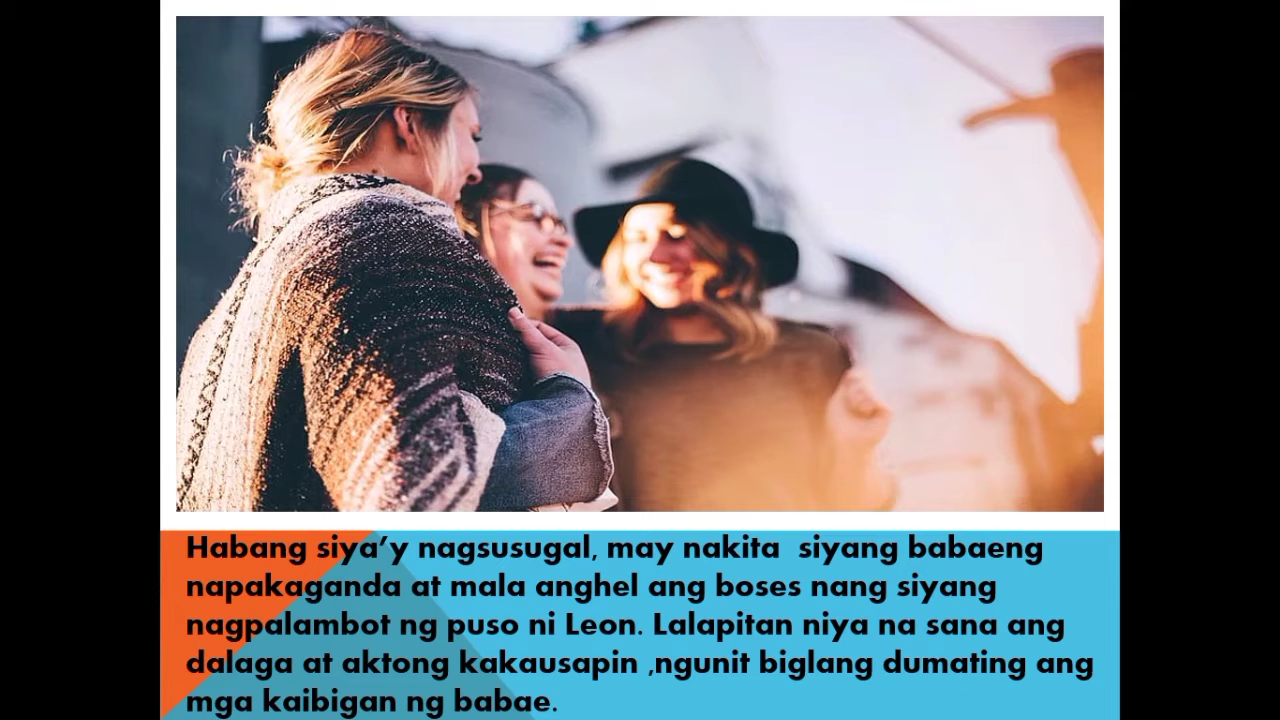 Habang siya’y nagsusugal, may nakita  siyang babaeng
napakaganda at mala anghel ang boses nang siyang
nagpalambot ng puso ni Leon. Lalapitan niya na sana ang
dalaga at aktong kakausapin ,ngunit biglang dumating ang
mga kaibigan ng babae.